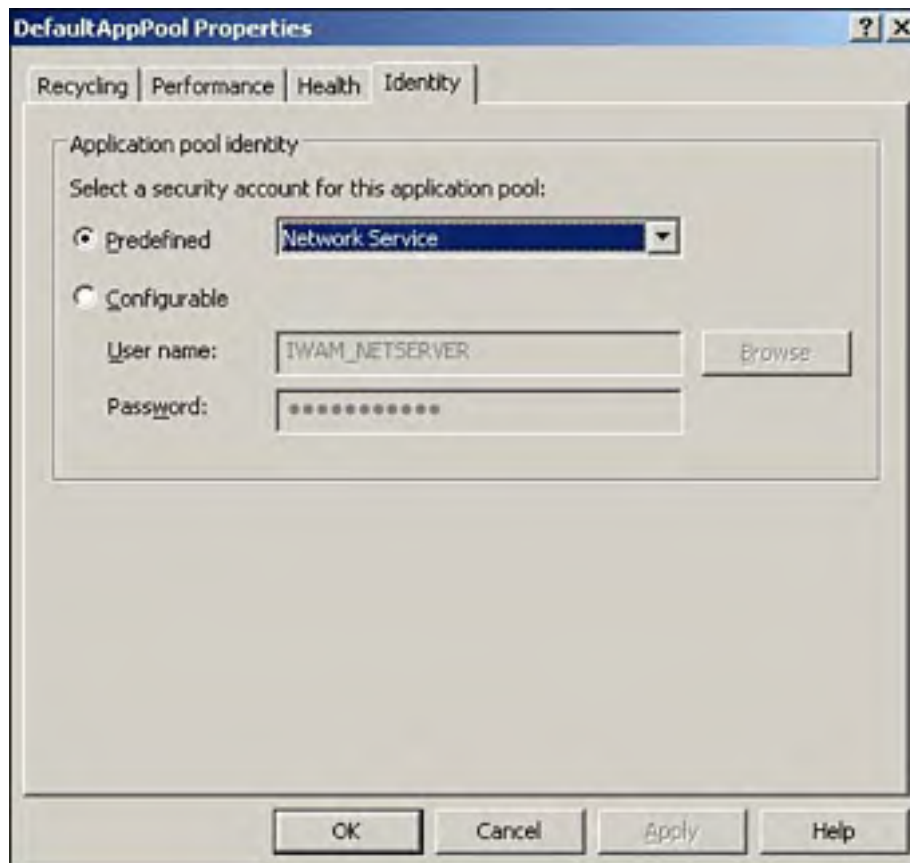 DefaultAppPool Properties
Recycling Performance Health Identity
Application pool identity
Select a security account for this application pool:
Predefined Network Service
Configurable
User name: IWAM_NETSERVER Browse
Password: ●●●●●●●●●●●
OK Cancel Apply Help